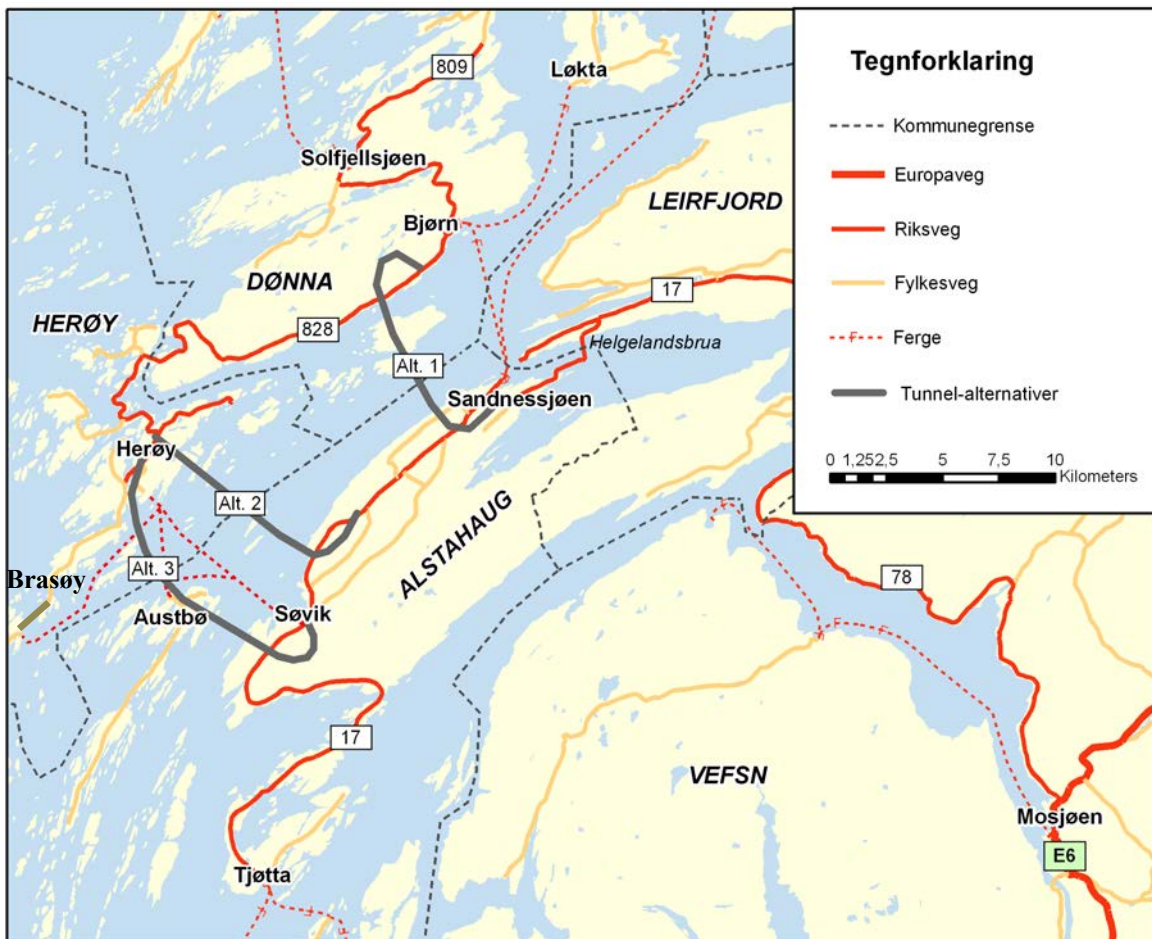 809
Løkta
Solfjellsjøen
Bjørn
LEIRFJORD
DØNNA
17
HERØY
828
Helgelandsbrua
Alt. 1
Sandnessjøen
Herøy
Alt. 2
ALSTAHAUG
Alt. 3
Brasøy
78
Austbø
Søvik
17
VEFSN
Mosjøen
E6
Tjøtta
F
F
F
F
F
F
F
F
Tegnforklaring
Kommunegrense
Europaveg
Riksveg
Fylkesveg
F
Ferge
Tunnel-alternativer
0 1,252,5 5 7,5 10
Kilometers